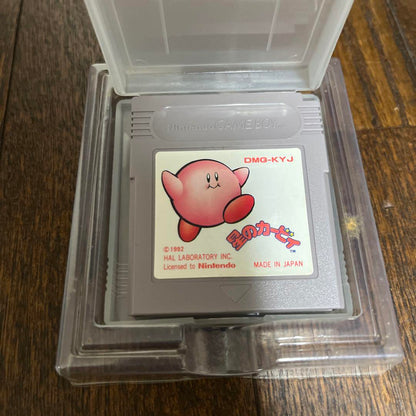 Nintendo GAME BOY
DMG-KYJ
星のカービィ
TM
©1992
HAL LABORATORY INC.
Licensed to Nintendo
MADE IN JAPAN